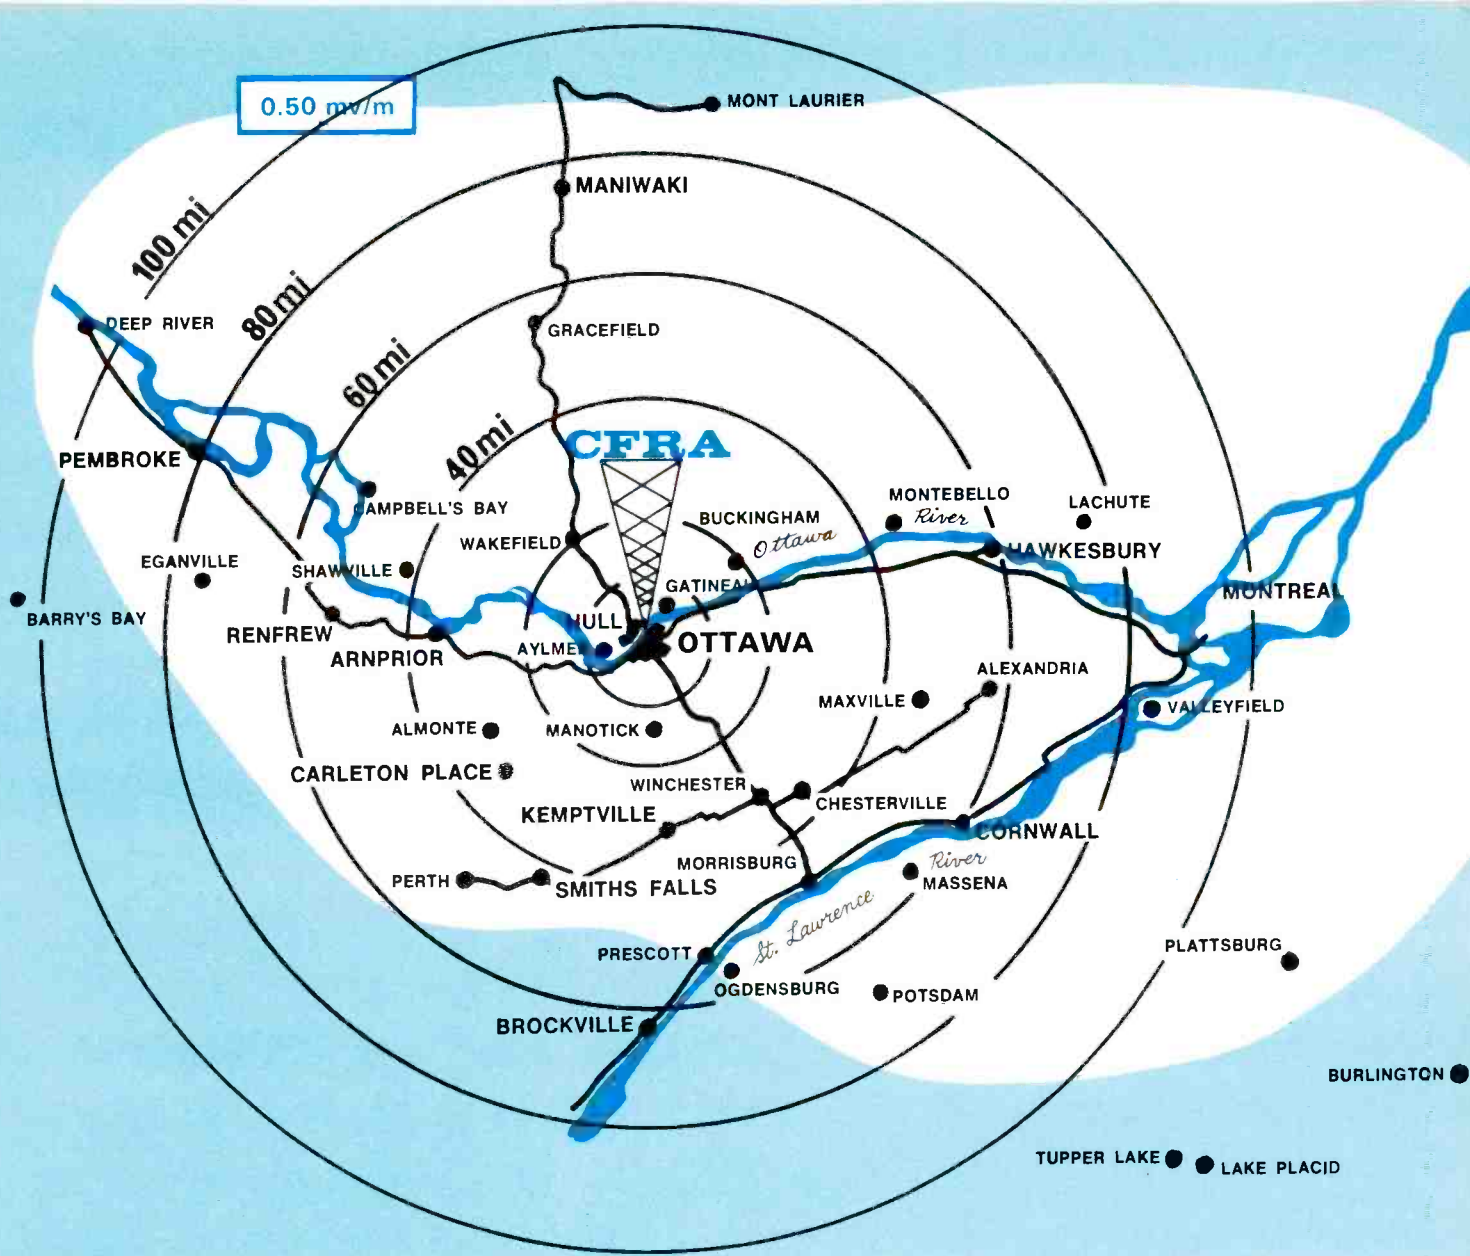 0.50 mv/m
MONT LAURIER
MANIWAKI
100 mi
80 mi
DEEP RIVER
GRACEFIELD
60 mi
40 mi
CFRA
PEMBROKE
CAMPBELL'S BAY
MONTEBELLO
LACHUTE
BUCKINGHAM
River
Ottawa
WAKEFIELD
HAWKESBURY
EGANVILLE
SHAWVILLE
GATINEAU
MONTREAL
BARRY'S BAY
HULL
RENFREW
OTTAWA
AYLMER
ARNPRIOR
ALEXANDRIA
MAXVILLE
VALLEYFIELD
ALMONTE
MANOTICK
CARLETON PLACE
WINCHESTER
CHESTERVILLE
KEMPTVILLE
CORNWALL
MORRISBURG
River
PERTH
SMITHS FALLS
MASSENA
St. Lawrence
PLATTSBURG
PRESCOTT
OGDENSBURG
POTSDAM
BROCKVILLE
BURLINGTON
TUPPER LAKE
LAKE PLACID